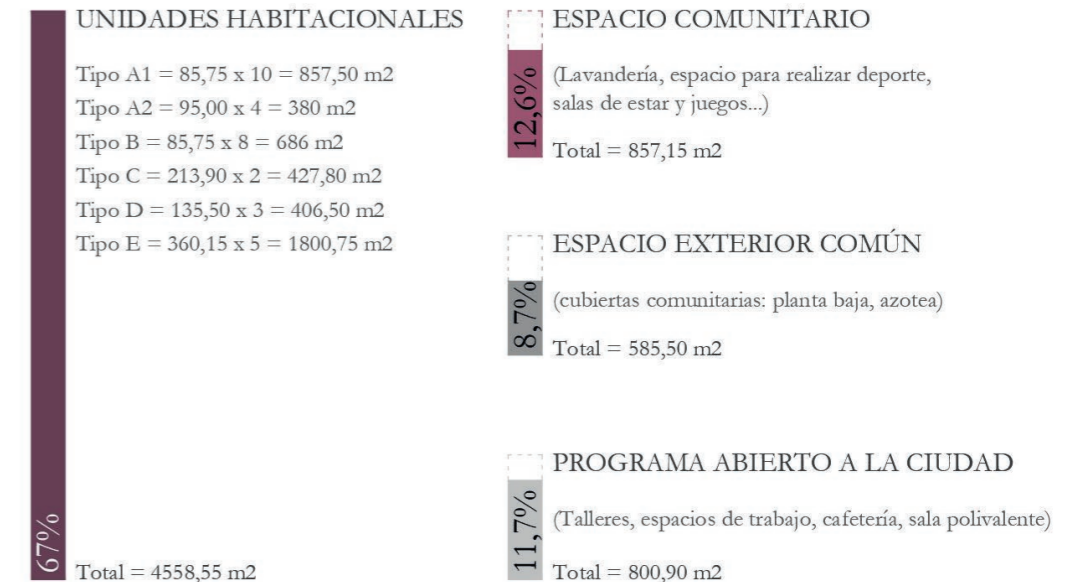 UNIDADES HABITACIONALES
Tipo A1 = 85,75 x 10 = 857,50 m2
Tipo A2 = 95,00 x 4 = 380 m2
Tipo B = 85,75 x 8 = 686 m2
Tipo C = 213,90 x 2 = 427,80 m2
Tipo D = 135,50 x 3 = 406,50 m2
Tipo E = 360,15 x 5 = 1800,75 m2
67%
Total = 4558,55 m2
ESPACIO COMUNITARIO
12,6%
(Lavandería, espacio para realizar deporte,
salas de estar y juegos...)
Total = 857,15 m2
ESPACIO EXTERIOR COMÚN
8,7%
(cubiertas comunitarias: planta baja, azotea)
Total = 585,50 m2
PROGRAMA ABIERTO A LA CIUDAD
11,7%
(Talleres, espacios de trabajo, cafetería, sala polivalente)
Total = 800,90 m2